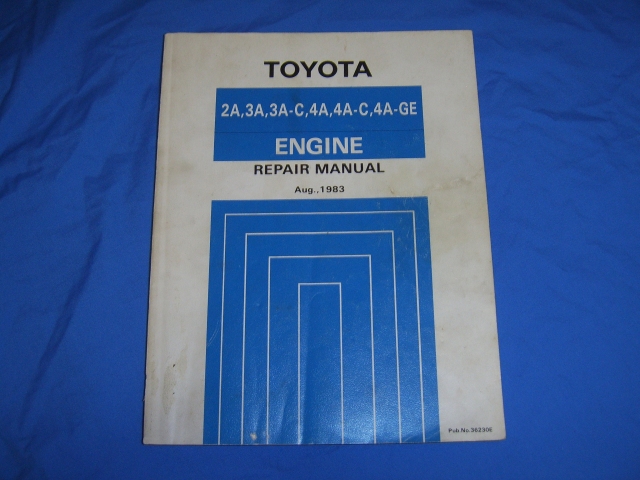 TOYOTA
2A,3A,3A-C,4A,4A-C,4A-GE
ENGINE
REPAIR MANUAL
Aug.,1983
Pub.No.36230E